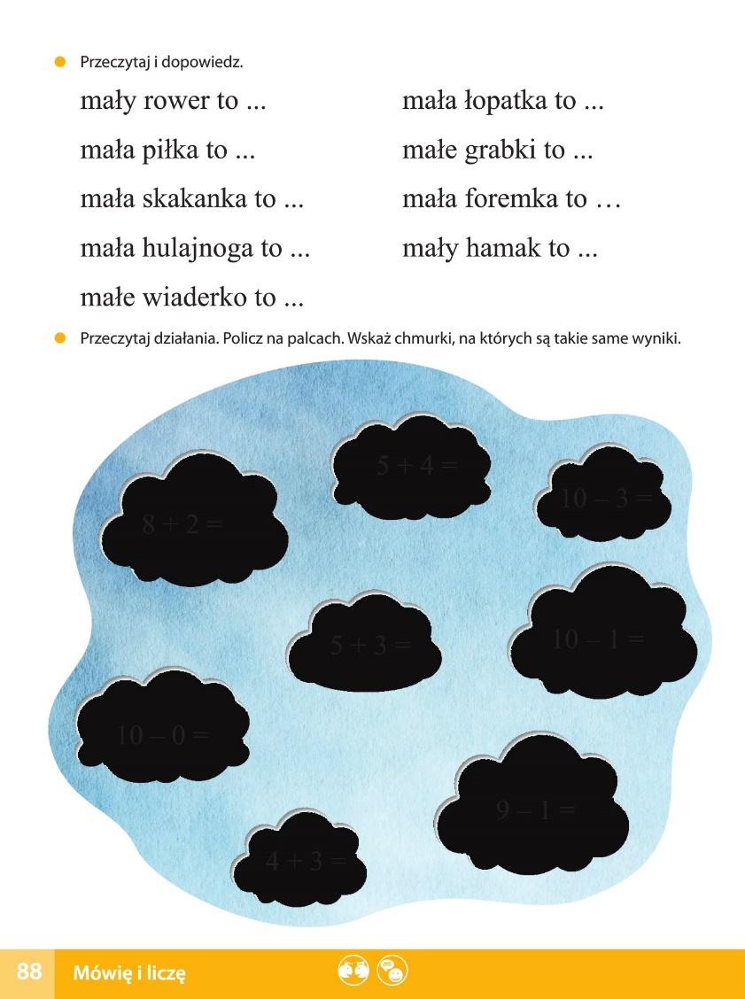 Przeczytaj i dopowiedz.
mały rower to ...
mała piłka to ...
mała skakanka to ...
mała hulajnoga to ...
małe wiaderko to ...
mała łopatka to ...
małe grabki to ...
mała foremka to ...
mały hamak to ...
Przeczytaj działania. Policz na palcach. Wskaż chmurki, na których są takie same wyniki.
8 + 2 =
5 + 4 =
10 – 3 =
5 + 3 =
10 – 1 =
10 – 0 =
9 – 1 =
4 + 3 =
88 Mówię i liczę